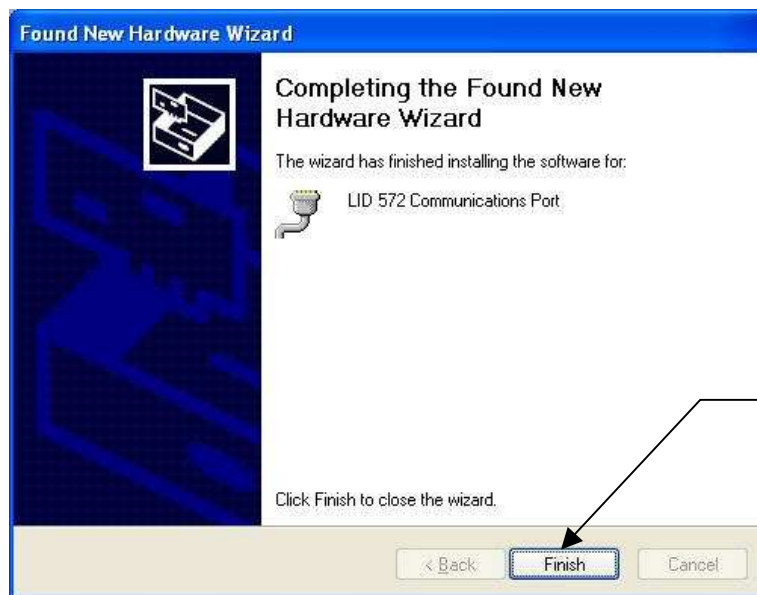 Found New Hardware Wizard
Completing the Found New
Hardware Wizard
The wizard has finished installing the software for:
LID 572 Communications Port
Click Finish to close the wizard.
< Back
Finish
Cancel